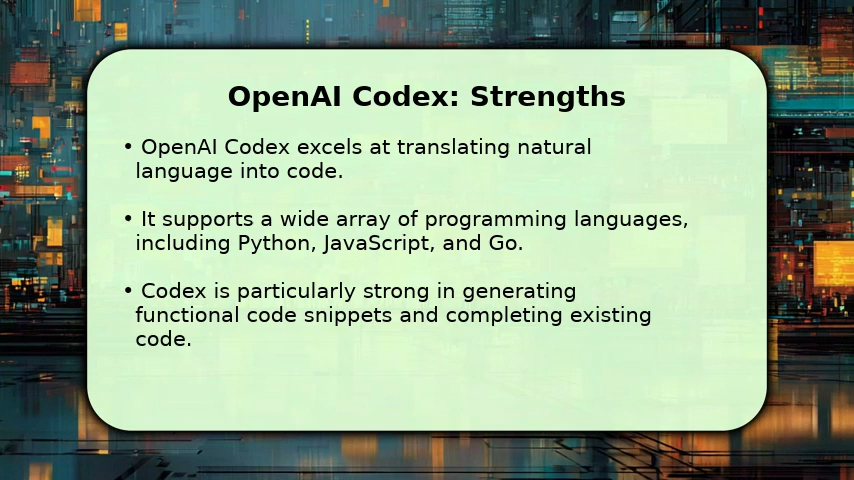 OpenAI Codex: Strengths
• OpenAI Codex excels at translating natural
language into code.
• It supports a wide array of programming languages,
including Python, JavaScript, and Go.
• Codex is particularly strong in generating
functional code snippets and completing existing
code.